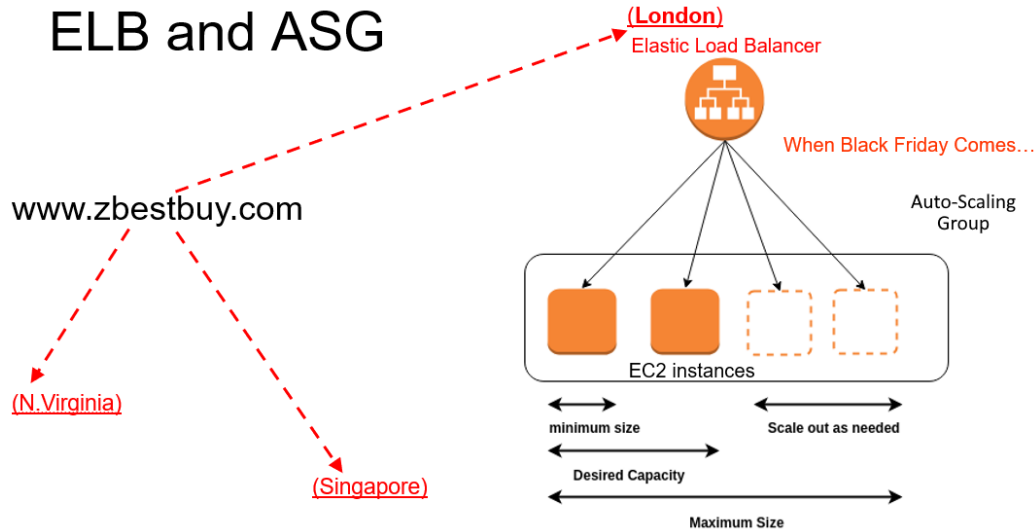 ELB and ASG
(London)
Elastic Load Balancer
When Black Friday Comes…
www.zbestbuy.com
Auto-Scaling
Group
EC2 instances
(N.Virginia)
minimum size
Scale out as needed
Desired Capacity
(Singapore)
Maximum Size